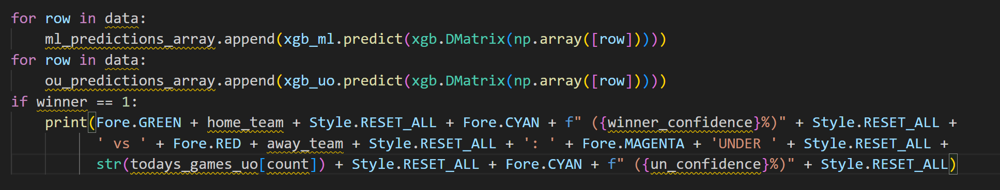 for row in data:
    ml_predictions_array.append(xgb_ml.predict(xgb.DMatrix(np.array([row]))))
for row in data:
    ou_predictions_array.append(xgb_uo.predict(xgb.DMatrix(np.array([row]))))
if winner == 1:
    print(Fore.GREEN + home_team + Style.RESET_ALL + Fore.CYAN + f" ({winner_confidence}%)" + Style.RESET_ALL +
          ' vs ' + Fore.RED + away_team + Style.RESET_ALL + ': ' + Fore.MAGENTA + 'UNDER ' + Style.RESET_ALL +
          str(todays_games_uo[count]) + Style.RESET_ALL + Fore.CYAN + f" ({un_confidence}%)" + Style.RESET_ALL)